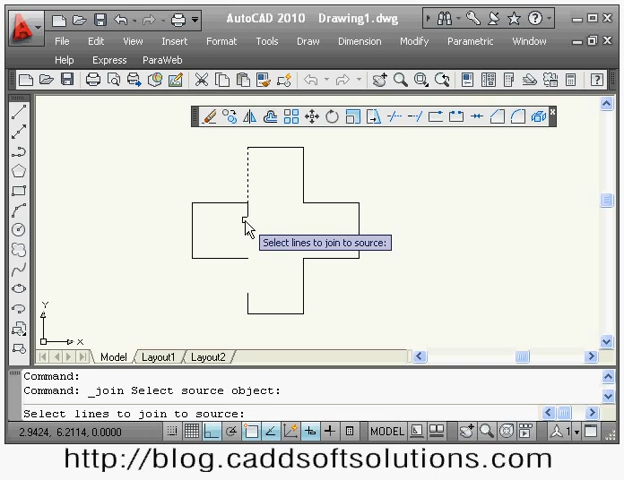 AutoCAD 2010 Drawing1.dwg
File Edit View Insert Format Tools Draw Dimension Modify Parametric Window
Help Express ParaWeb
Select lines to join to source:
Y
X
Model Layout1 Layout2
Command:
Command: _join Select source object:
Select lines to join to source:
2.9424, 6.2114, 0.0000 MODEL 1
http://blog.caddsoftsolutions.com